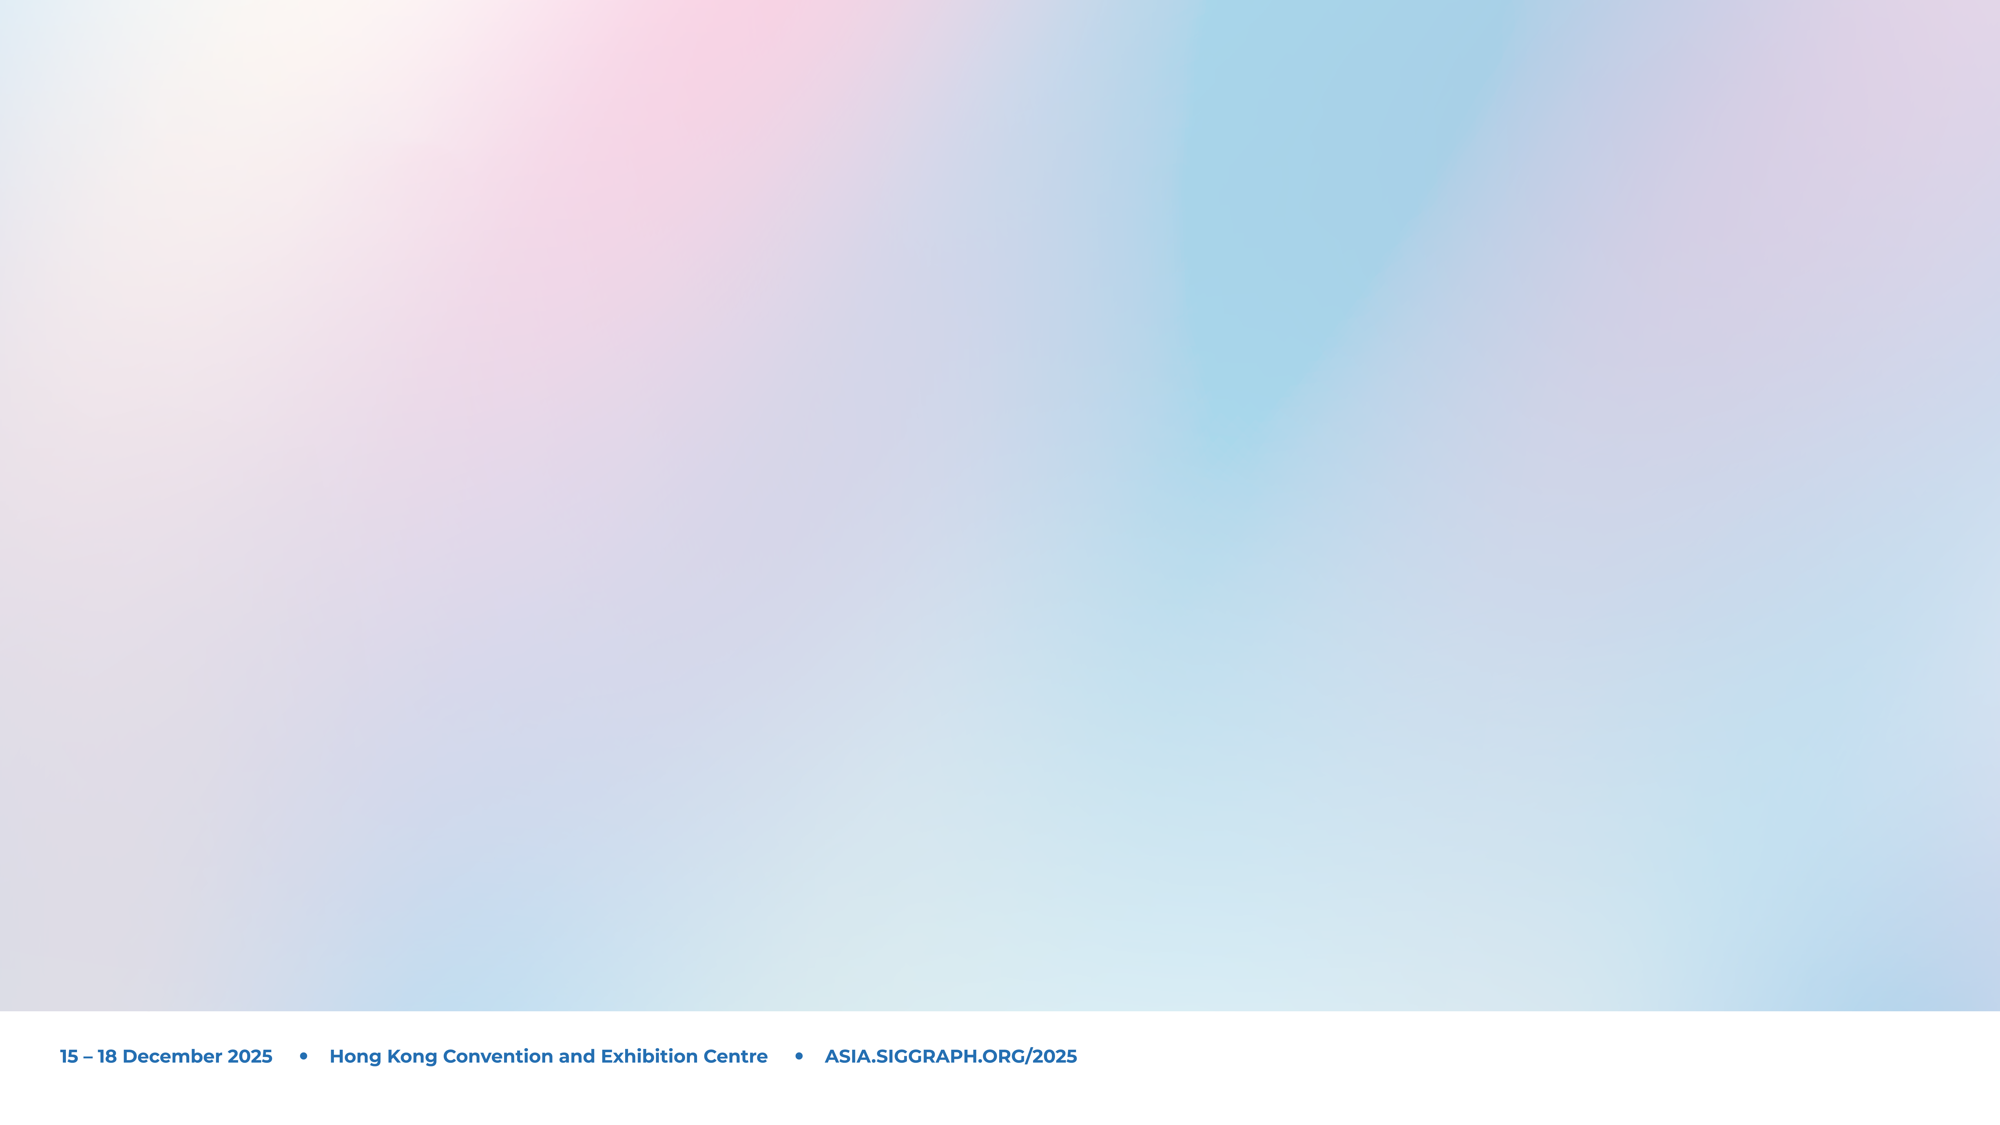 15 – 18 December 2025 • Hong Kong Convention and Exhibition Centre • ASIA.SIGGRAPH.ORG/2025